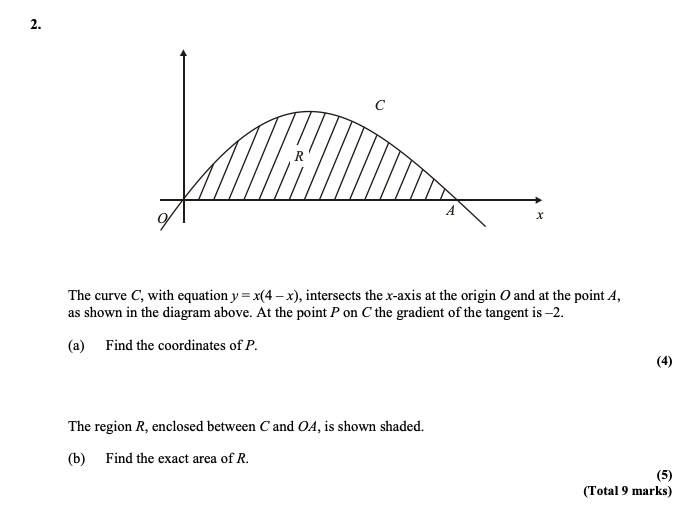 2.
C
R
O
A
x
The curve C, with equation y = x(4 – x), intersects the x-axis at the origin O and at the point A,
as shown in the diagram above. At the point P on C the gradient of the tangent is –2.
(a) Find the coordinates of P.
(4)
The region R, enclosed between C and OA, is shown shaded.
(b) Find the exact area of R.
(5)
(Total 9 marks)